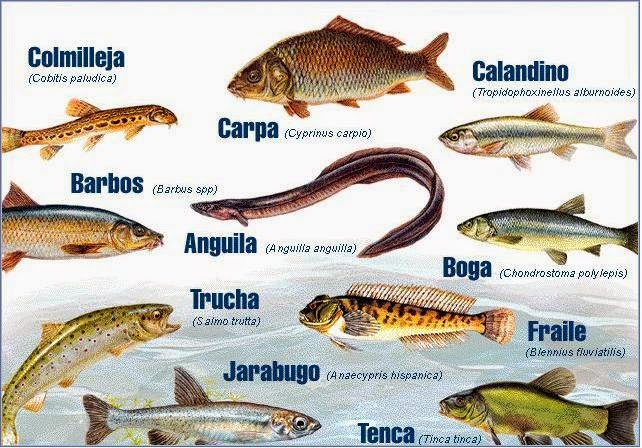 Colmilleja
(Cobitis paludica)
Calandino
(Tropidophoxinellus alburnoides)
Carpa (Cyprinus carpio)
Barbos (Barbus spp)
Anguila (Anguilla anguilla)
Boga (Chondrostoma polylepis)
Trucha
(Salmo trutta)
Fraile
(Blennius fluviatilis)
Jarabugo (Anaecypris hispanica)
Tenca (Tinca tinca)